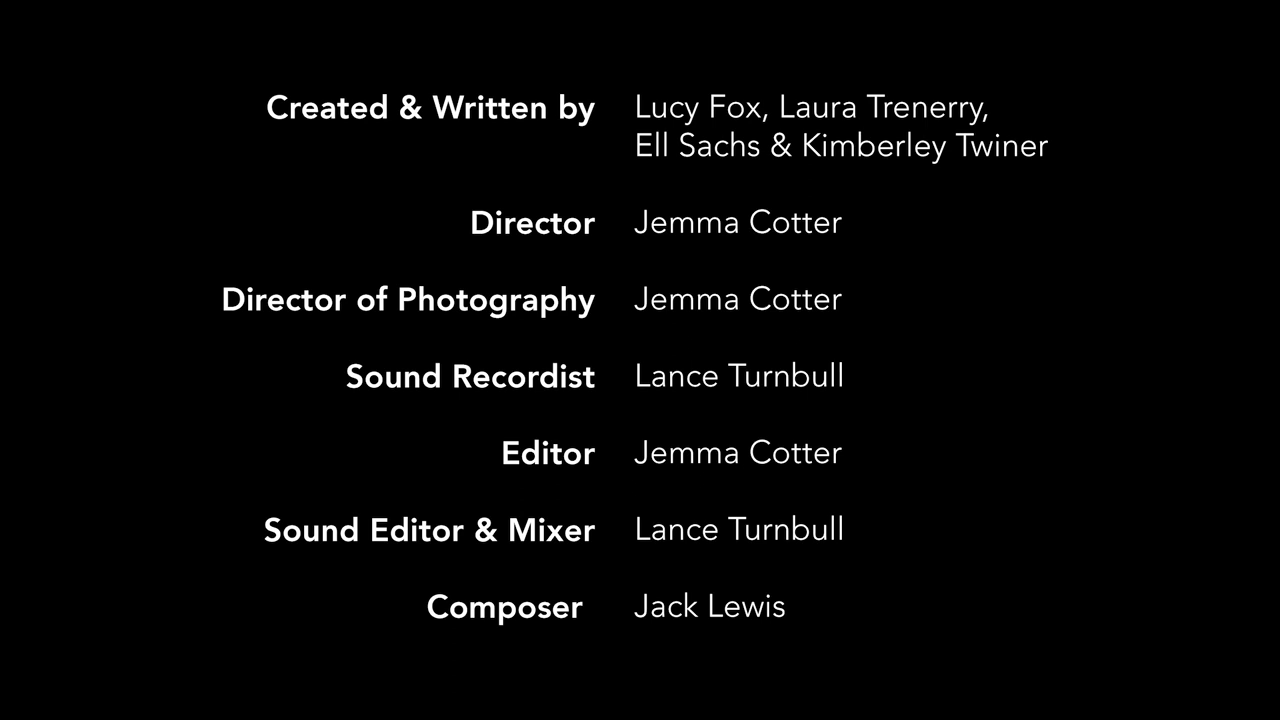 Created & Written by Lucy Fox, Laura Trenerry,
Ell Sachs & Kimberley Twiner
Director Jemma Cotter
Director of Photography Jemma Cotter
Sound Recordist Lance Turnbull
Editor Jemma Cotter
Sound Editor & Mixer Lance Turnbull
Composer Jack Lewis